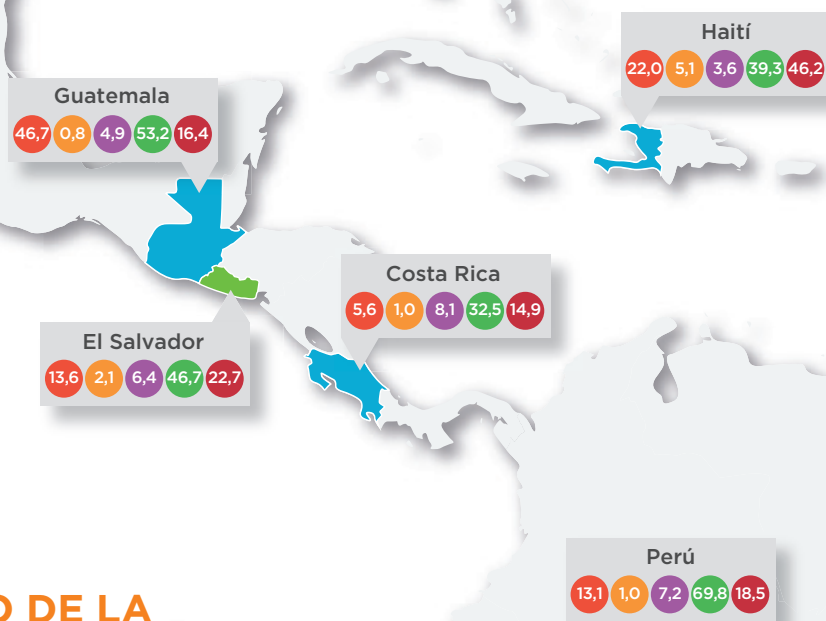 Haití
22,0 5,1 3,6 39,3 46,2
Guatemala
46,7 0,8 4,9 53,2 16,4
Costa Rica
5,6 1,0 8,1 32,5 14,9
El Salvador
13,6 2,1 6,4 46,7 22,7
Perú
13,1 1,0 7,2 69,8 18,5
O DE LA